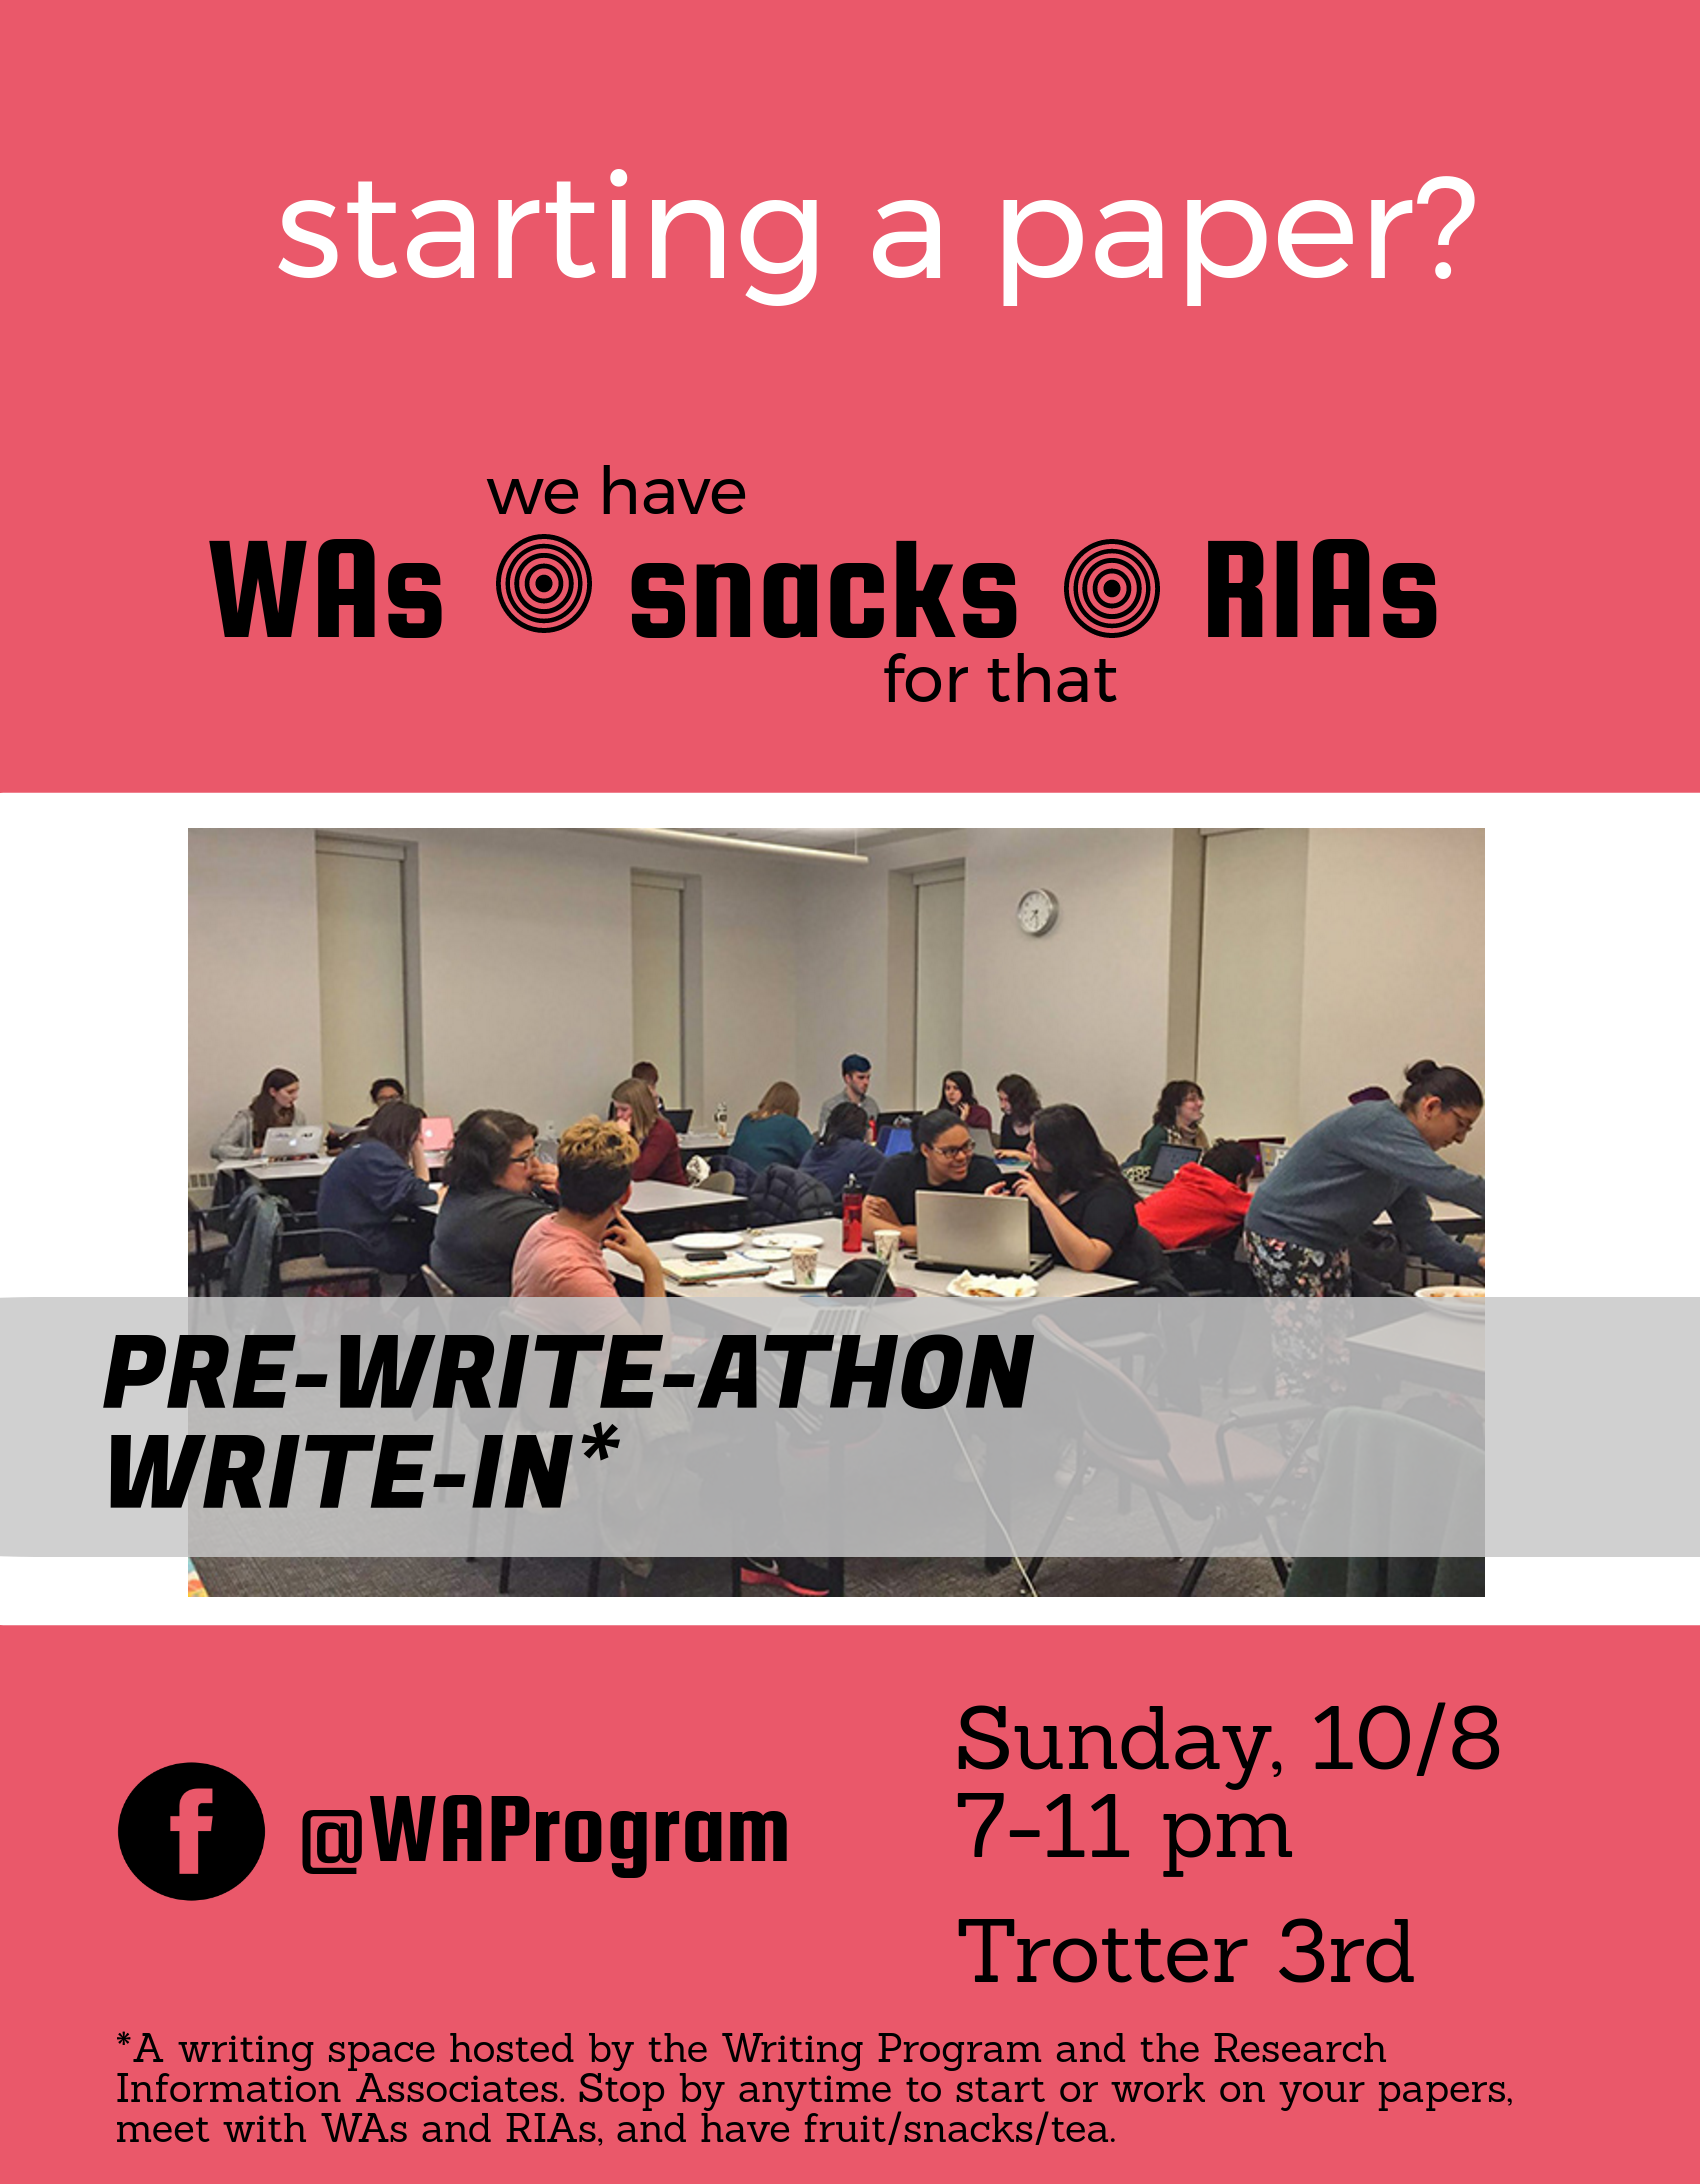 starting a paper?
we have
WAs snacks RIAs
for that
PRE-WRITE-ATHON
WRITE-IN*
Sunday, 10/8
7-11 pm
f @WAProgram
Trotter 3rd
*A writing space hosted by the Writing Program and the Research
Information Associates. Stop by anytime to start or work on your papers,
meet with WAs and RIAs, and have fruit/snacks/tea.